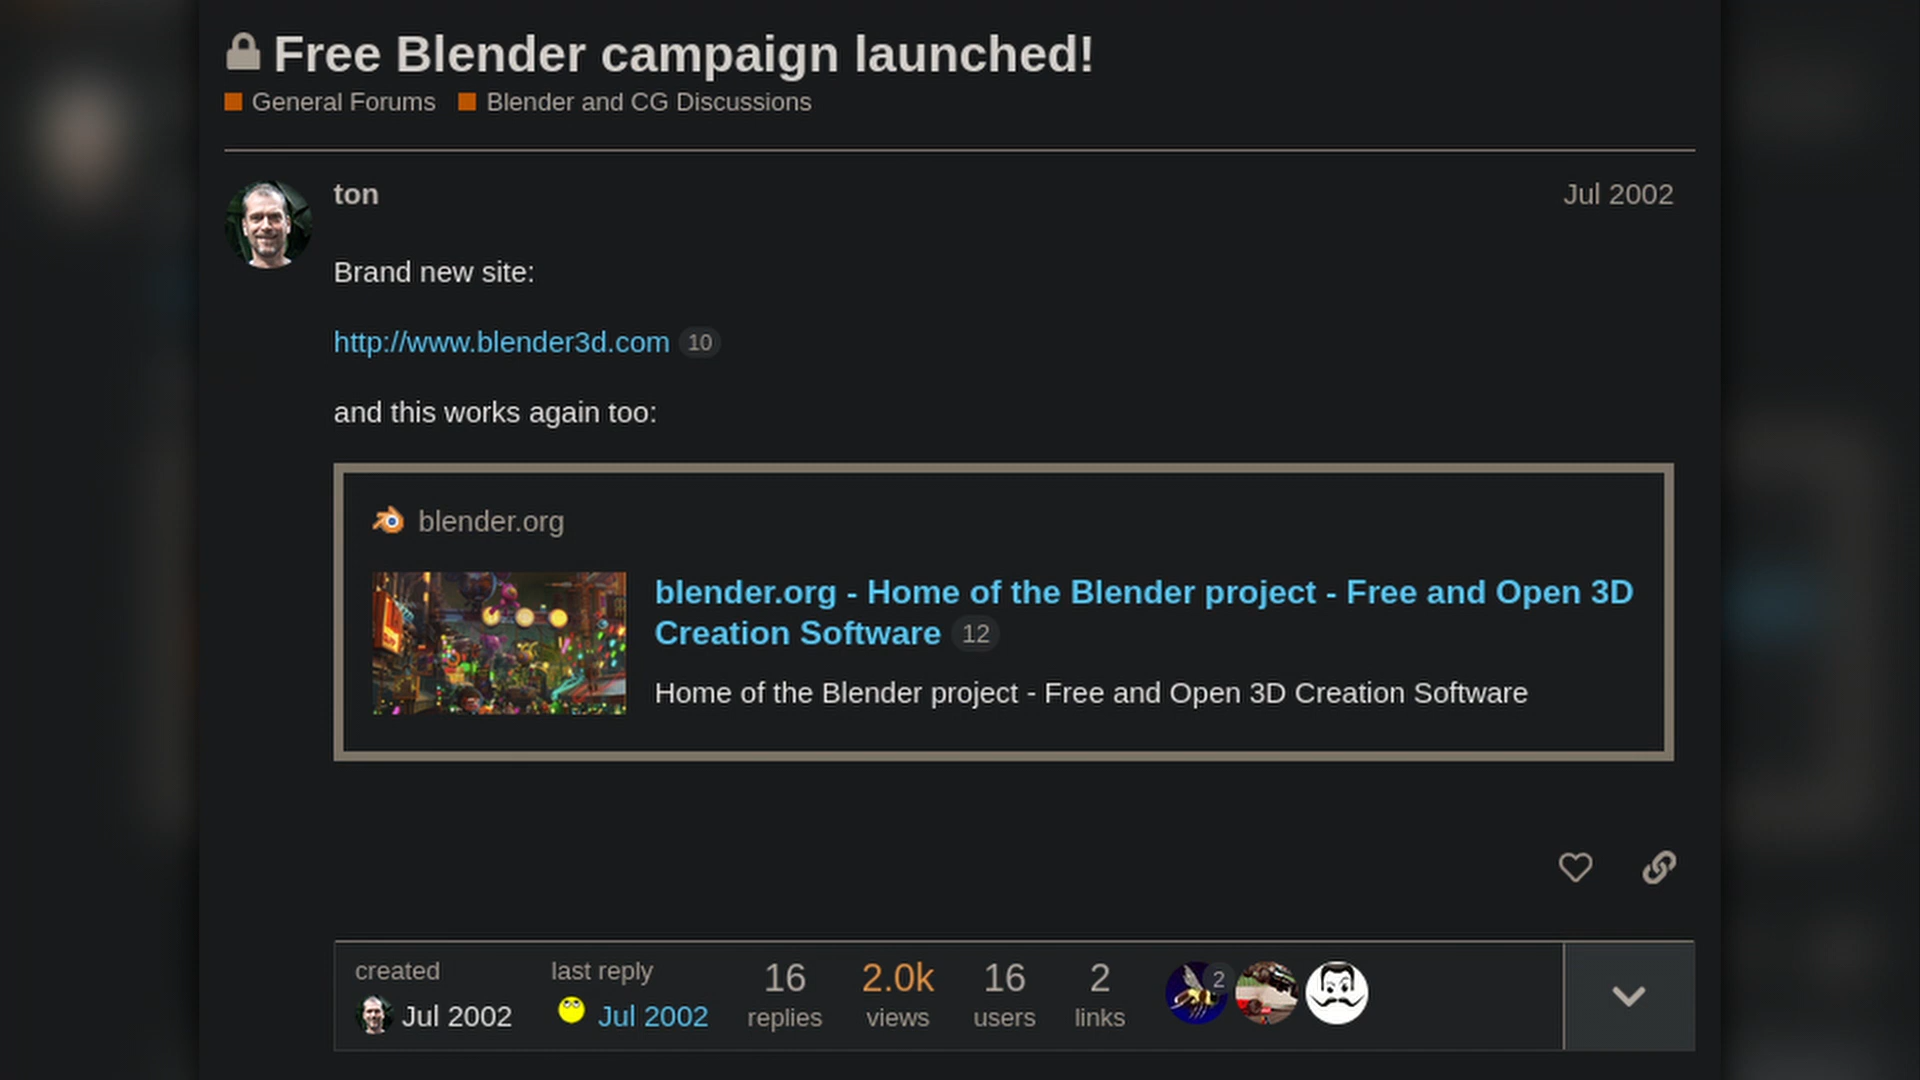 Free Blender campaign launched!
General Forums Blender and CG Discussions
ton Jul 2002
Brand new site:
http://www.blender3d.com 10
and this works again too:
blender.org
blender.org - Home of the Blender project - Free and Open 3D
Creation Software 12
Home of the Blender project - Free and Open 3D Creation Software
created last reply 16 2.0k 16 2 2
Jul 2002 Jul 2002 replies views users links